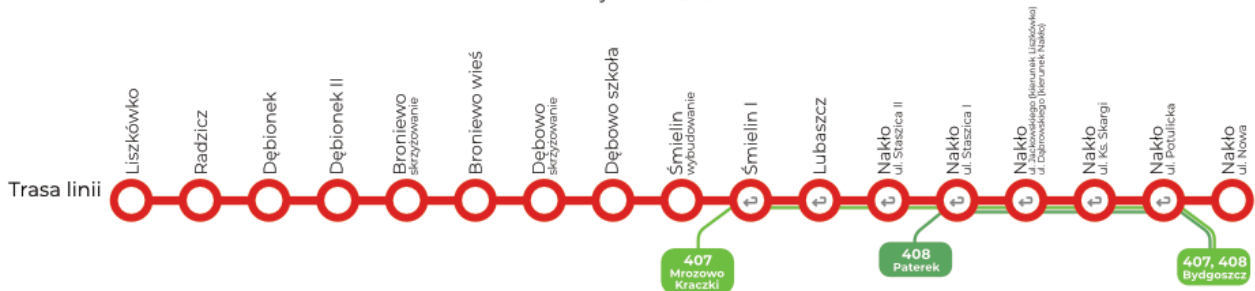 Trasa linii
Liszkówko
Radzicz
Dębionek
Dębionek II
Broniewo
skrzyżowanie
Broniewo wieś
Dębowo
skrzyżowanie
Dębowo szkoła
Śmielin
wybudowanie
Śmielin I
Lubaszcz
Nakło
ul. Staszica II
Nakło
ul. Staszica I
Nakło
ul. Jackowskiego (kierunek Liszkówko)
ul. Dąbrowskiego (kierunek Nakło)
Nakło
ul. Ks. Skargi
Nakło
ul. Potulicka
Nakło
ul. Nowa
407
Mrozowo
Kraczki
408
Paterek
407, 408
Bydgoszcz